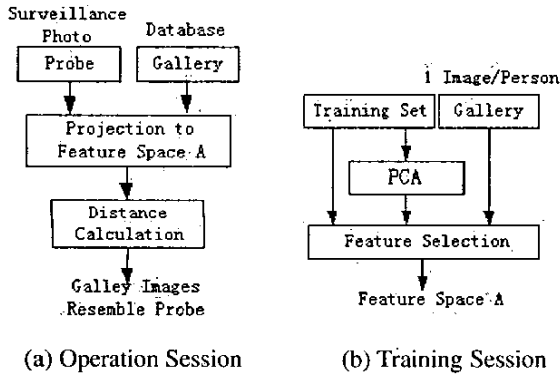 Surveillance
Photo
Database
Probe
Gallery
Projection to
Feature Space A
Distance
Calculation
Galley Images
Resemble Probe
(a) Operation Session
1 Image/Person
Training Set
Gallery
PCA
Feature Selection
Feature Space A
(b) Training Session